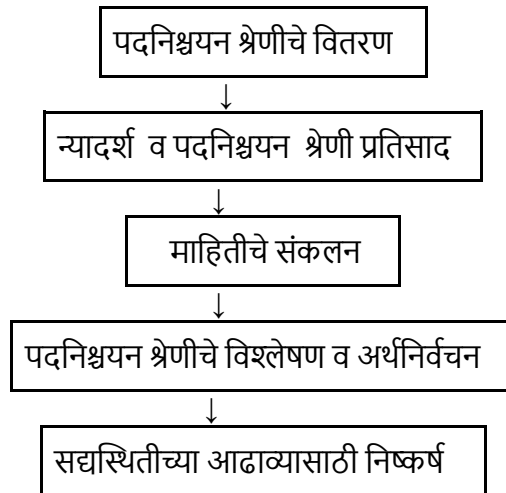 पदनिश्चयन श्रेणीचे वितरण
↓
न्यादर्श व पदनिश्चयन श्रेणी प्रतिसाद
↓
माहितीचे संकलन
↓
पदनिश्चयन श्रेणीचे विश्लेषण व अर्थनिर्वचन
↓
सद्यस्थितीच्या आढाव्यासाठी निष्कर्ष